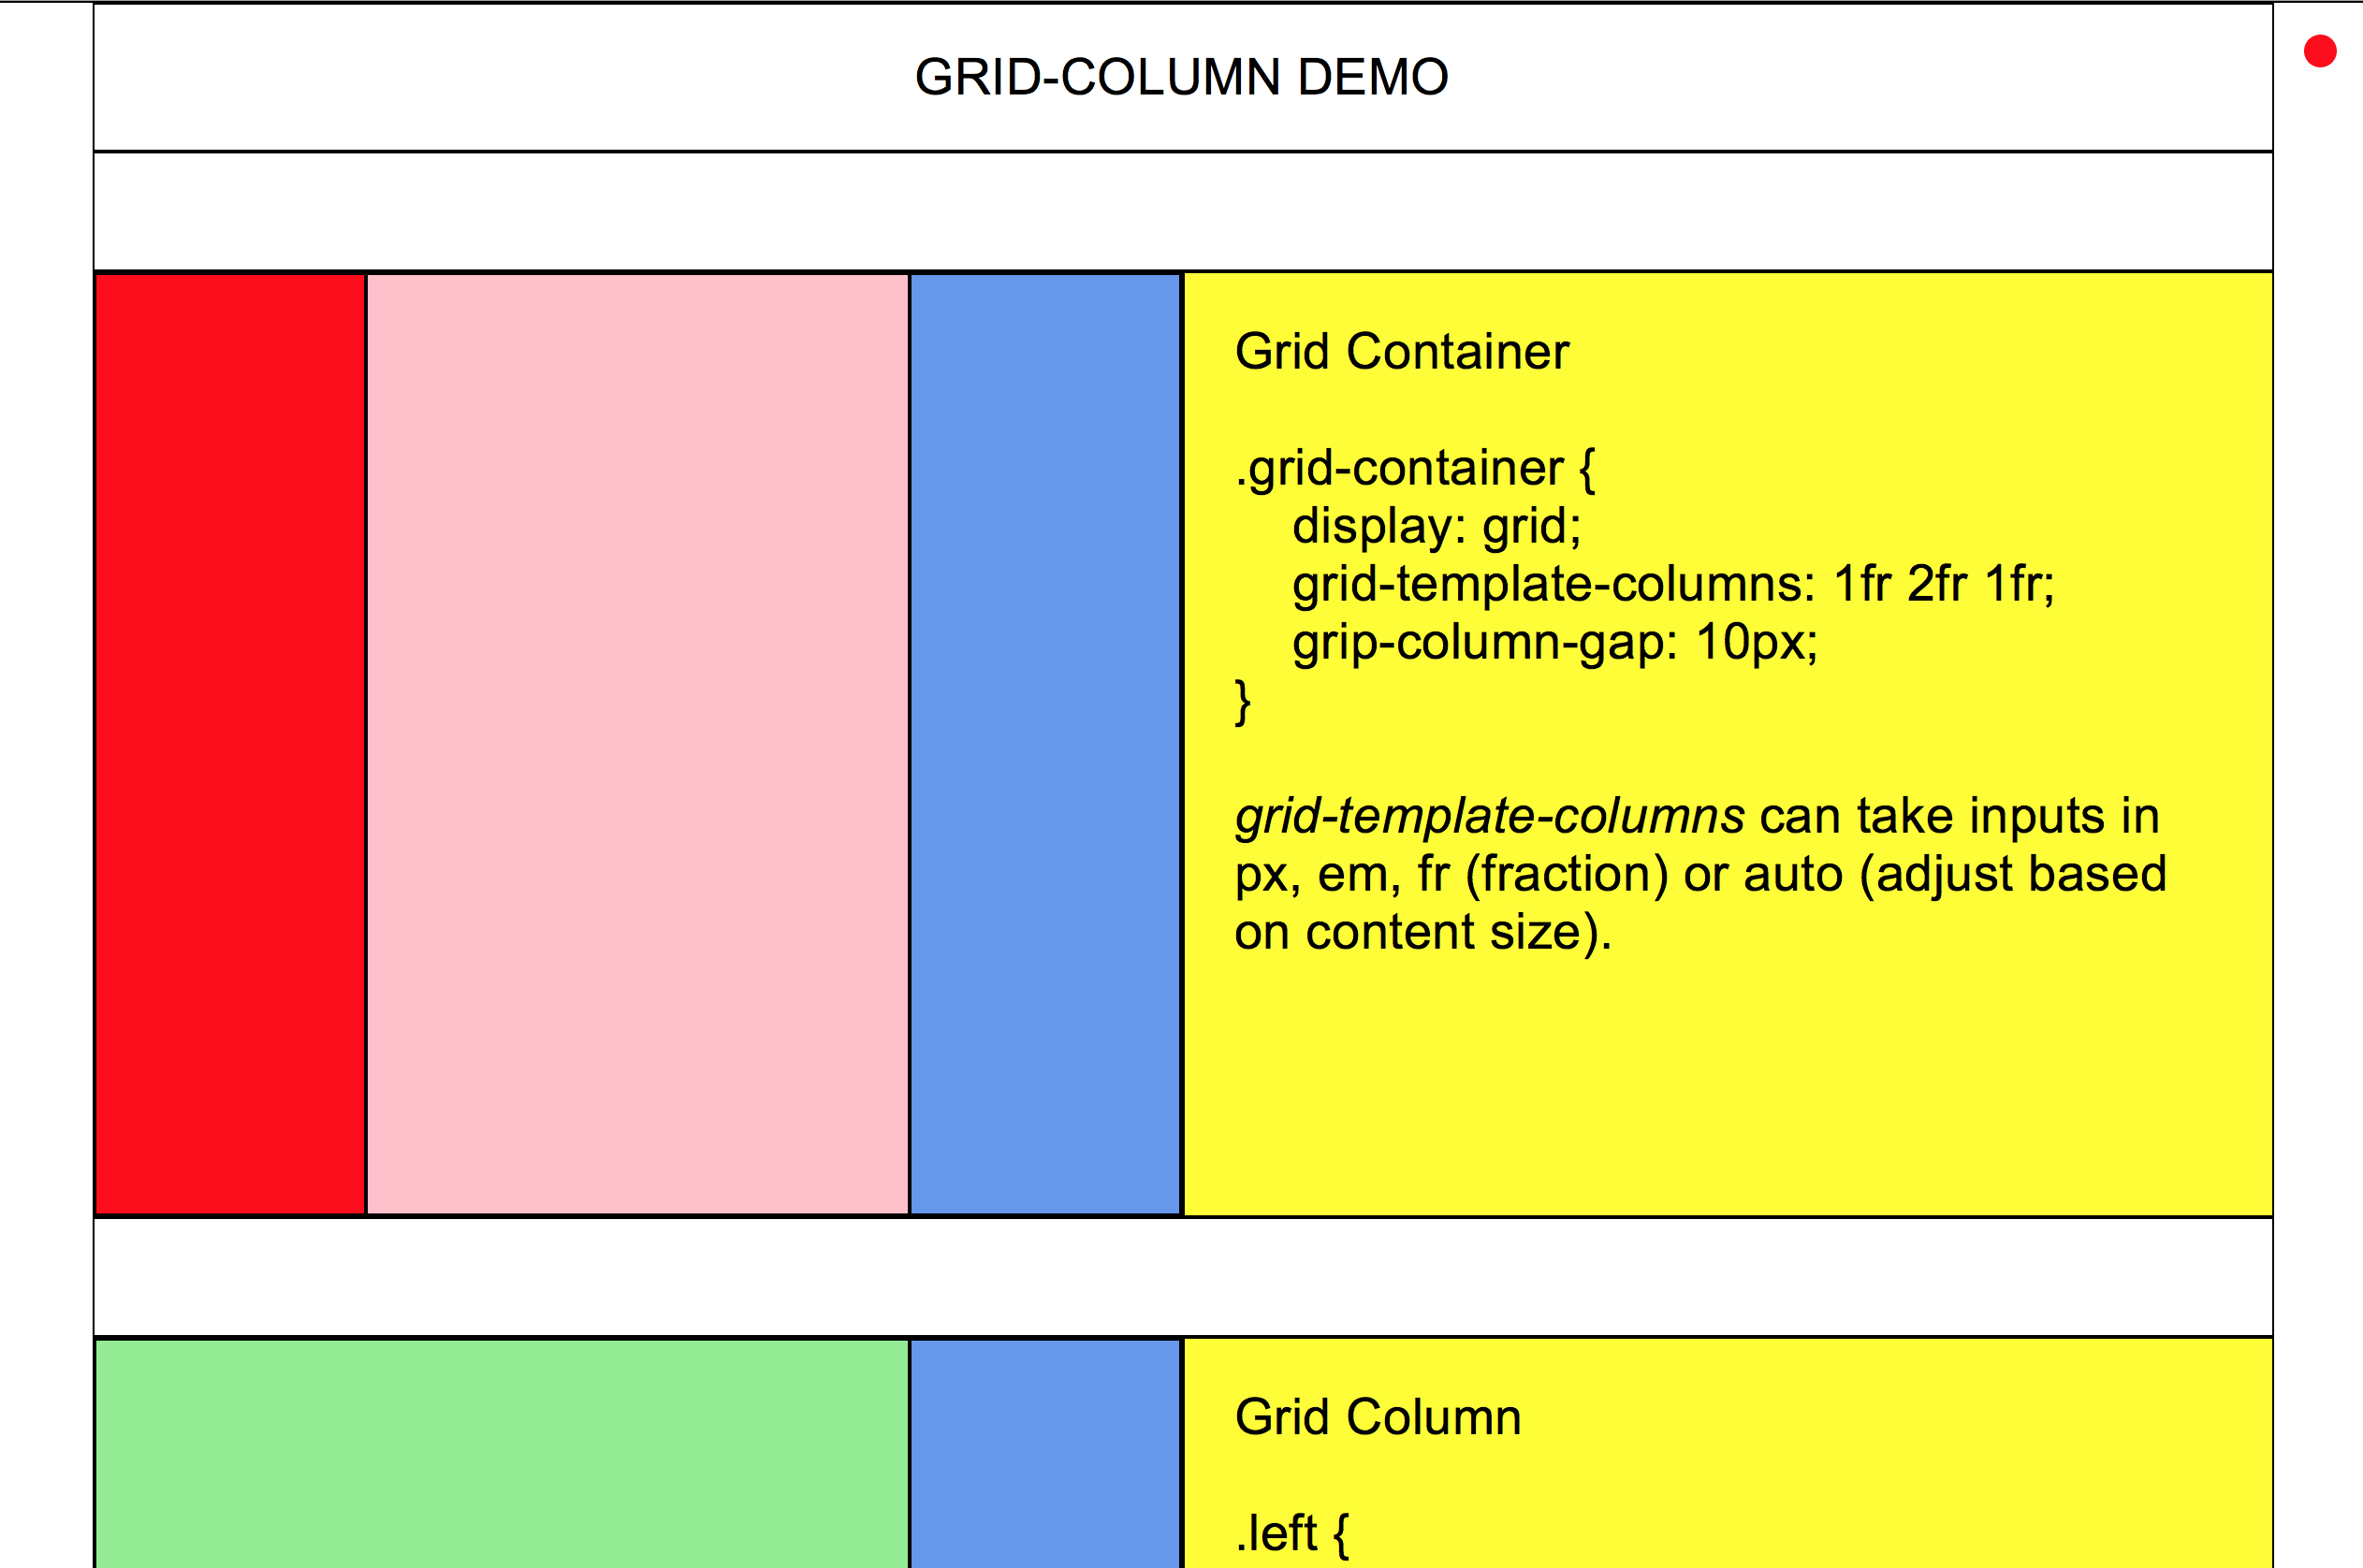 GRID-COLUMN DEMO
Grid Container
.grid-container {
display: grid;
grid-template-columns: 1fr 2fr 1fr;
grip-column-gap: 10px;
}
grid-template-columns can take inputs in
px, em, fr (fraction) or auto (adjust based
on content size).
Grid Column
.left {